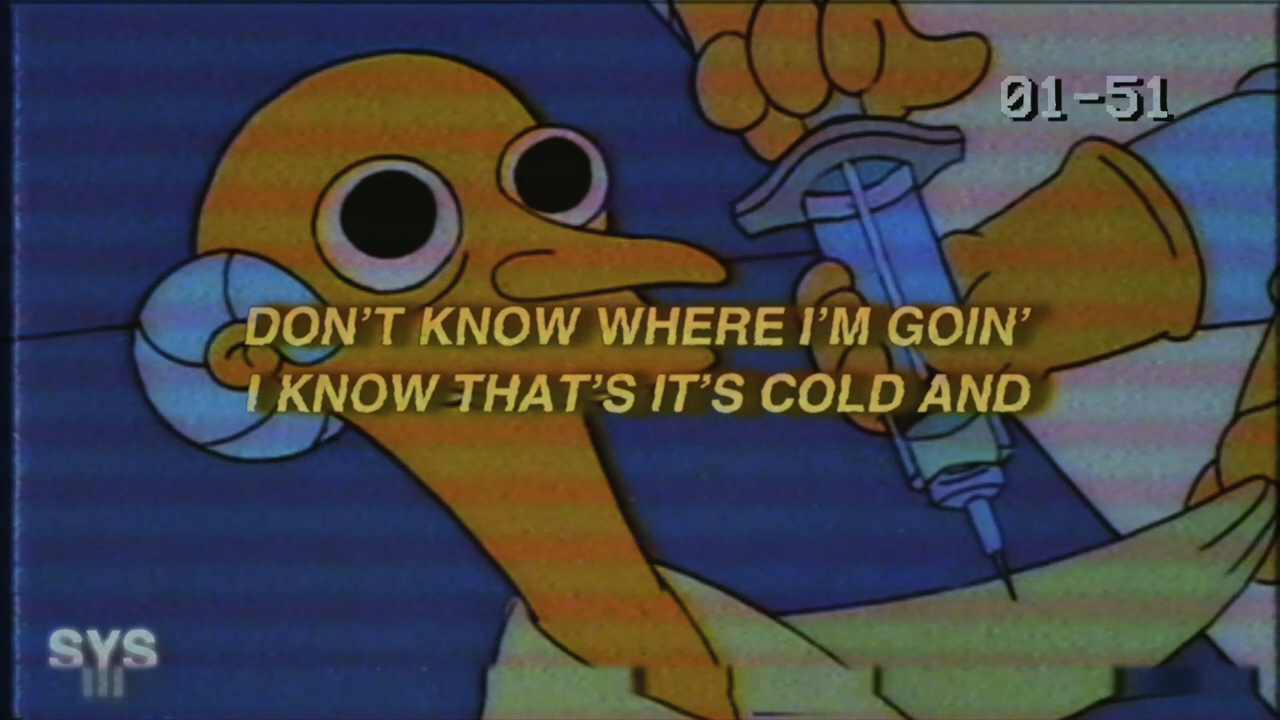 01-51
DON'T KNOW WHERE I'M GOIN'
I KNOW THAT'S IT'S COLD AND
SYS